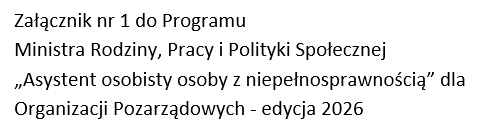 Załącznik nr 1 do Programu
Ministra Rodziny, Pracy i Polityki Społecznej
„Asystent osobisty osoby z niepełnosprawnością” dla
Organizacji Pozarządowych - edycja 2026